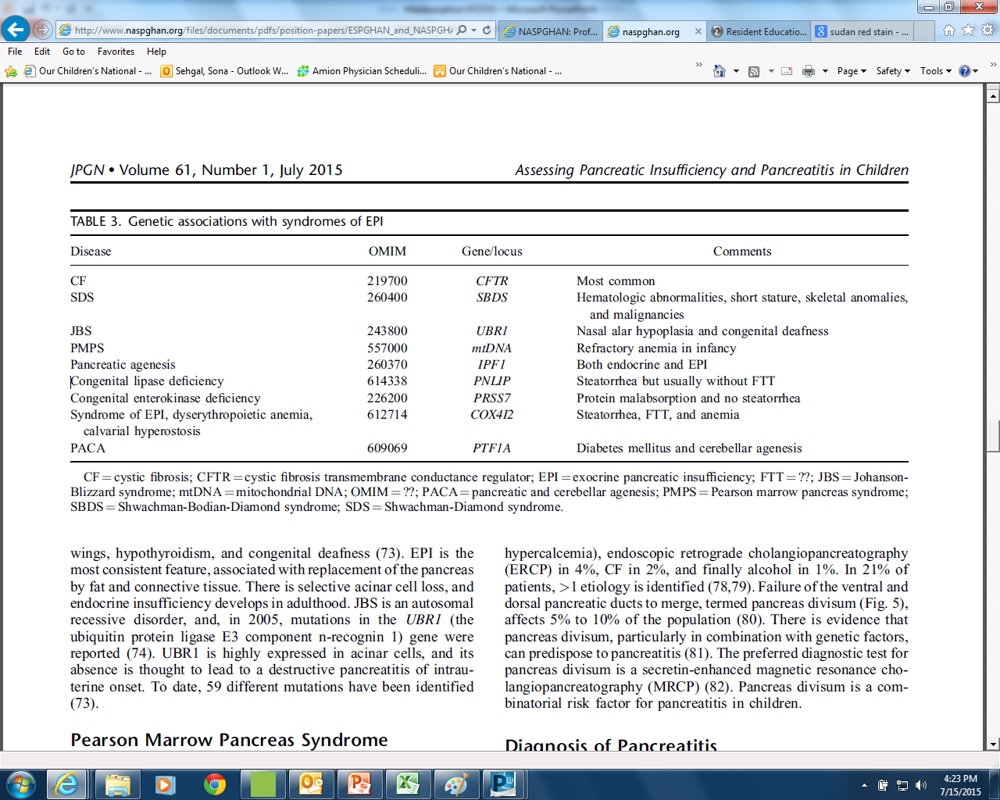 http://www.naspghan.org/files/documents/pdfs/position-papers/ESPGHAN_and_NASPGHA
NASPGHAN: Prof...
naspghan.org
Resident Educatio...
sudan red stain - ...
File Edit Go to Favorites Help
Our Children's National - ... Sehgal, Sona - Outlook W... Amion Physician Scheduli... Our Children's National - ... Page Safety Tools
JPGN • Volume 61, Number 1, July 2015 Assessing Pancreatic Insufficiency and Pancreatitis in Children
TABLE 3. Genetic associations with syndromes of EPI
Disease OMIM Gene/locus Comments
CF 219700 CFTR Most common
SDS 260400 SBDS Hematologic abnormalities, short stature, skeletal anomalies,
and malignancies
JBS 243800 UBR1 Nasal alar hypoplasia and congenital deafness
PMPS 557000 mtDNA Refractory anemia in infancy
Pancreatic agenesis 260370 IPF1 Both endocrine and EPI
Congenital lipase deficiency 614338 PNLIP Steatorrhea but usually without FTT
Congenital enterokinase deficiency 226200 PRSS7 Protein malabsorption and no steatorrhea
Syndrome of EPI, dyserythropoietic anemia, 612714 COX4I2 Steatorrhea, FTT, and anemia
calvarial hyperostosis
PACA 609069 PTF1A Diabetes mellitus and cerebellar agenesis
CF = cystic fibrosis; CFTR = cystic fibrosis transmembrane conductance regulator; EPI = exocrine pancreatic insufficiency; FTT = ??; JBS = Johanson-
Blizzard syndrome; mtDNA = mitochondrial DNA; OMIM = ??; PACA = pancreatic and cerebellar agenesis; PMPS = Pearson marrow pancreas syndrome;
SBDS = Shwachman-Bodian-Diamond syndrome; SDS = Shwachman-Diamond syndrome.
wings, hypothyroidism, and congenital deafness (73). EPI is the
most consistent feature, associated with replacement of the pancreas
by fat and connective tissue. There is selective acinar cell loss, and
endocrine insufficiency develops in adulthood. JBS is an autosomal
recessive disorder, and, in 2005, mutations in the UBR1 (the
ubiquitin protein ligase E3 component n-recognin 1) gene were
reported (74). UBR1 is highly expressed in acinar cells, and its
absence is thought to lead to a destructive pancreatitis of intrau-
terine onset. To date, 59 different mutations have been identified
(73).
Pearson Marrow Pancreas Syndrome
hypercalcemia), endoscopic retrograde cholangiopancreatography
(ERCP) in 4%, CF in 2%, and finally alcohol in 1%. In 21% of
patients, >1 etiology is identified (78,79). Failure of the ventral and
dorsal pancreatic ducts to merge, termed pancreas divisum (Fig. 5),
affects 5% to 10% of the population (80). There is evidence that
pancreas divisum, particularly in combination with genetic factors,
can predispose to pancreatitis (81). The preferred diagnostic test for
pancreas divisum is a secretin-enhanced magnetic resonance cho-
langiopancreatography (MRCP) (82). Pancreas divisum is a com-
binatorial risk factor for pancreatitis in children.
Diagnosis of Pancreatitis
4:23 PM
7/15/2015